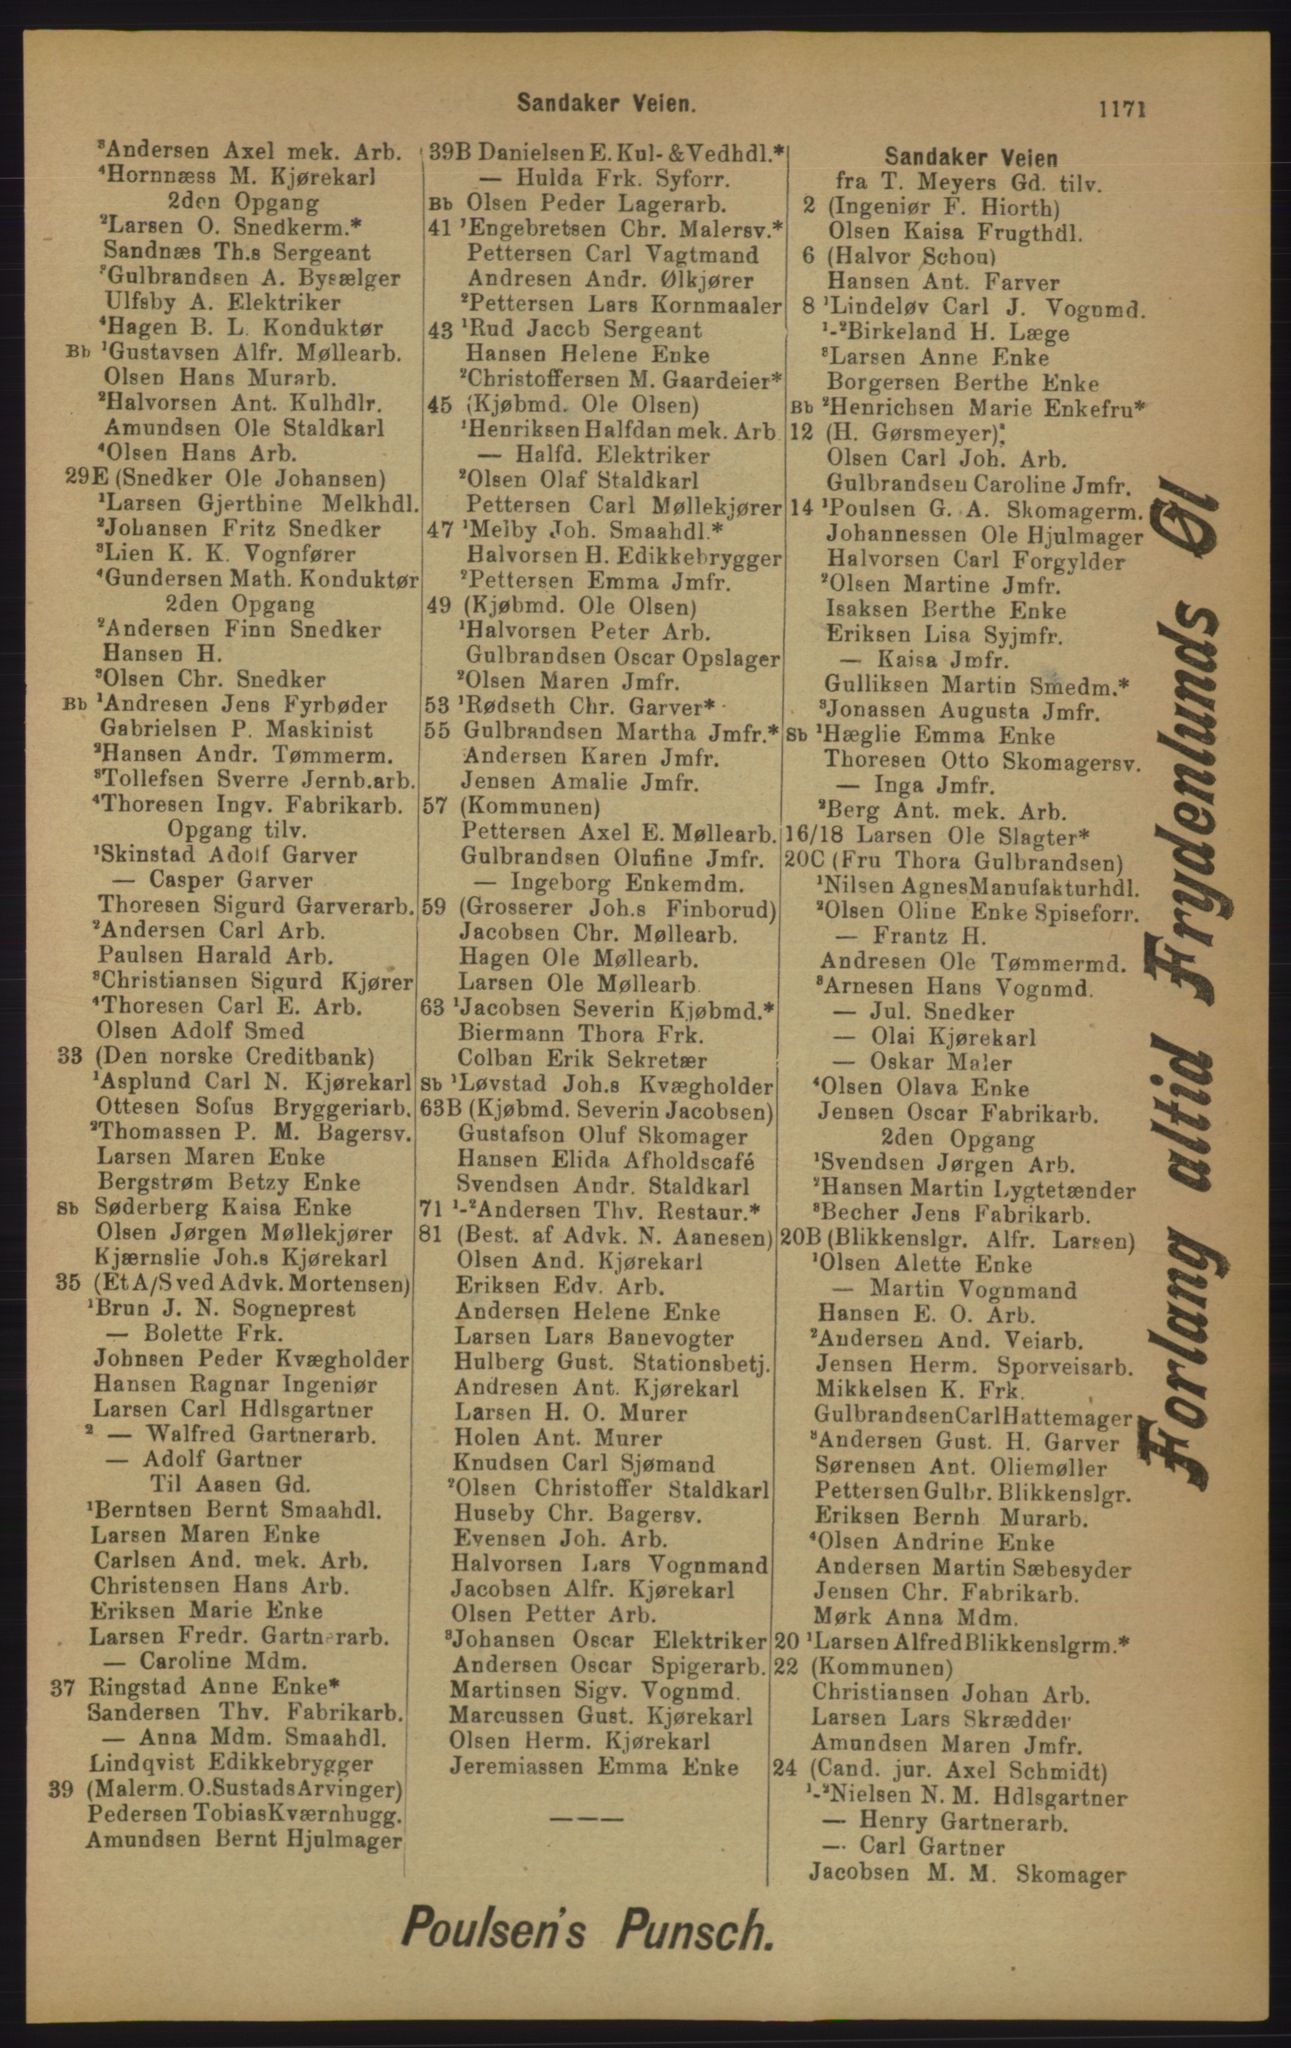 Sandaker Veien.
1171
³Andersen Axel mek. Arb.
⁴Hornnæss M. Kjørekarl
2den Opgang
²Larsen O. Snedkerm.*
Sandnæs Th.s Sergeant
³Gulbrandsen A. Bysælger
Ulfsby A. Elektriker
⁴Hagen B. L. Konduktør
Bb ¹Gustavsen Alfr. Møllearb.
Olsen Hans Murarb.
²Halvorsen Ant. Kulhdlr.
Amundsen Ole Staldkarl
⁴Olsen Hans Arb.
29E (Snedker Ole Johansen)
¹Larsen Gjerthine Melkhdl.
²Johansen Fritz Snedker
³Lien K. K. Vognfører
⁴Gundersen Math. Konduktør
2den Opgang
²Andersen Finn Snedker
Hansen H.
³Olsen Chr. Snedker
Bb ¹Andresen Jens Fyrbøder
Gabrielsen P. Maskinist
²Hansen Andr. Tømmerm.
³Tollefsen Sverre Jernb.arb.
⁴Thoresen Ingv. Fabrikarb.
Opgang tilv.
¹Skinstad Adolf Garver
— Casper Garver
Thoresen Sigurd Garverarb.
²Andersen Carl Arb.
Paulsen Harald Arb.
³Christiansen Sigurd Kjører
⁴Thoresen Carl E. Arb.
Olsen Adolf Smed
33 (Den norske Creditbank)
¹Asplund Carl N. Kjørekarl
Ottesen Sofus Bryggeriarb.
²Thomassen P. M. Bagersv.
Larsen Maren Enke
Bergstrøm Betzy Enke
Sb Søderberg Kaisa Enke
Olsen Jørgen Møllekjører
Kjærnslie Joh.s Kjørekarl
35 (Et A/S ved Advk. Mortensen)
¹Brun J. N. Sogneprest
— Bolette Frk.
Johnsen Peder Kvægholder
Hansen Ragnar Ingeniør
Larsen Carl Hdlsgartner
² — Walfred Gartnerarb.
— Adolf Gartner
Til Aasen Gd.
¹Berntsen Bernt Smaahdl.
Larsen Maren Enke
Carlsen And. mek. Arb.
Christensen Hans Arb.
Eriksen Marie Enke
Larsen Fredr. Gartnerarb.
— Caroline Mdm.
37 Ringstad Anne Enke*
Sandersen Thv. Fabrikarb.
— Anna Mdm. Smaahdl.
Lindqvist Edikkebrygger
39 (Malerm. O. Sustads Arvinger)
Pedersen Tobias Kværnhugg.
Amundsen Bernt Hjulmager
39B Danielsen E. Kul- & Vedhdl.*
— Hulda Frk. Syforr.
Bb Olsen Peder Lagerarb.
41 ¹Engebretsen Chr. Malersv.*
Pettersen Carl Vagtmand
Andresen Andr. Ølkjører
²Pettersen Lars Kornmaaler
43 ¹Rud Jacob Sergeant
Hansen Helene Enke
²Christoffersen M. Gaardeier*
45 (Kjøbmd. Ole Olsen)
¹Henriksen Halfdan mek. Arb
— Halfd. Elektriker
²Olsen Olaf Staldkarl
Pettersen Carl Møllekjører
47 ¹Melby Joh. Smaahdl.*
Halvorsen H. Edikkebrygger
²Pettersen Emma Jmfr.
49 (Kjøbmd. Ole Olsen)
¹Halvorsen Peter Arb.
Gulbrandsen Oscar Opslager
²Olsen Maren Jmfr.
53 ¹Rødseth Chr. Garver*
55 Gulbrandsen Martha Jmfr.*
Andersen Karen Jmfr.
Jensen Amalie Jmfr.
57 (Kommunen)
Pettersen Axel E. Møllearb.
Gulbrandsen Olufine Jmfr.
— Ingeborg Enkemdm.
59 (Grosserer Joh.s Finborud)
Jacobsen Chr. Møllearb.
Hagen Ole Møllearb.
Larsen Ole Møllearb
63 ¹Jacobsen Severin Kjøbmd.*
Biermann Thora Frk.
Colban Erik Sekretær
Sb ¹Løvstad Joh.s Kvægholder
63B (Kjøbmd. Severin Jacobsen)
Gustafson Oluf Skomager
Hansen Elida Afholdscafé
Svendsen Andr. Staldkarl
71 ¹-²Andersen Thv. Restaur.*
81 (Best. af Advk. N. Aanesen)
Olsen And. Kjørekarl
Eriksen Edv. Arb.
Andersen Helene Enke
Larsen Lars Banevogter
Hulberg Gust. Stationsbetj.
Andresen Ant. Kjørekarl
Larsen H. O. Murer
Holen Ant. Murer
Knudsen Carl Sjømand
²Olsen Christoffer Staldkarl
Huseby Chr. Bagersv.
Evensen Joh. Arb.
Halvorsen Lars Vognmand
Jacobsen Alfr. Kjørekarl
Olsen Petter Arb.
³Johansen Oscar Elektriker
Andersen Oscar Spigerarb.
Martinsen Sigv. Vognmd.
Marcussen Gust. Kjørekarl
Olsen Herm. Kjørekarl
Jeremiassen Emma Enke
———
Sandaker Veien
fra T. Meyers Gd. tilv.
2 (Ingeniør F. Hiorth)
Olsen Kaisa Frugthdl.
6 (Halvor Schou)
Hansen Ant. Farver
8 ¹Lindeløv Carl J. Vognmd.
¹-²Birkeland H. Læge
³Larsen Anne Enke
Borgersen Berthe Enke
Bb ²Henrichsen Marie Enkefru*
12 (H. Gørsmeyer)*
Olsen Carl Joh. Arb.
Gulbrandsen Caroline Jmfr.
14 ¹Poulsen G. A. Skomagerm.
Johannessen Ole Hjulmager
Halvorsen Carl Forgylder
²Olsen Martine Jmfr.
Isaksen Berthe Enke
Eriksen Lisa Syjmfr.
— Kaisa Jmfr.
Gulliksen Martin Smedm.*
³Jonassen Augusta Jmfr.
Sb ¹Hæglie Emma Enke
Thoresen Otto Skomagersv.
— Inga Jmfr.
²Berg Ant. mek. Arb.
16/18 Larsen Ole Slagter*
20C (Fru Thora Gulbrandsen)
¹Nilsen Agnes Manufakturhdl.
²Olsen Oline Enke Spiseforr.
— Frantz H.
Andresen Ole Tømmermd.
³Arnesen Hans Vognmd.
— Jul. Snedker
— Olai Kjørekarl
— Oskar Maler
⁴Olsen Olava Enke
Jensen Oscar Fabrikarb.
2den Opgang
¹Svendsen Jørgen Arb.
²Hansen Martin Lygtetænder
³Becher Jens Fabrikarb.
20B (Blikkenslgr. Alfr. Larsen)
¹Olsen Alette Enke
— Martin Vognmand
Hansen E. O. Arb.
²Andersen And. Veiarb.
Jensen Herm. Sporveisarb.
Mikkelsen K. Frk.
Gulbrandsen Carl Hattemager
³Andersen Gust. H. Garver
Sørensen Ant. Oliemøller
Pettersen Gulbr. Blikkenslgr.
Eriksen Bernh Murarb.
⁴Olsen Andrine Enke
Andersen Martin Sæbesyder
Jensen Chr. Fabrikarb.
Mørk Anna Mdm.
20 ¹Larsen Alfred Blikkenslgrm.*
22 (Kommunen)
Christiansen Johan Arb.
Larsen Lars Skrædder
Amundsen Maren Jmfr.
24 (Cand. jur. Axel Schmidt)
¹-²Nielsen N. M. Hdlsgartner
— Henry Gartnerarb.
— Carl Gartner
Jacobsen M. M. Skomager
Forlang altid Frydenlunds Øl
Poulsen's Punsch.